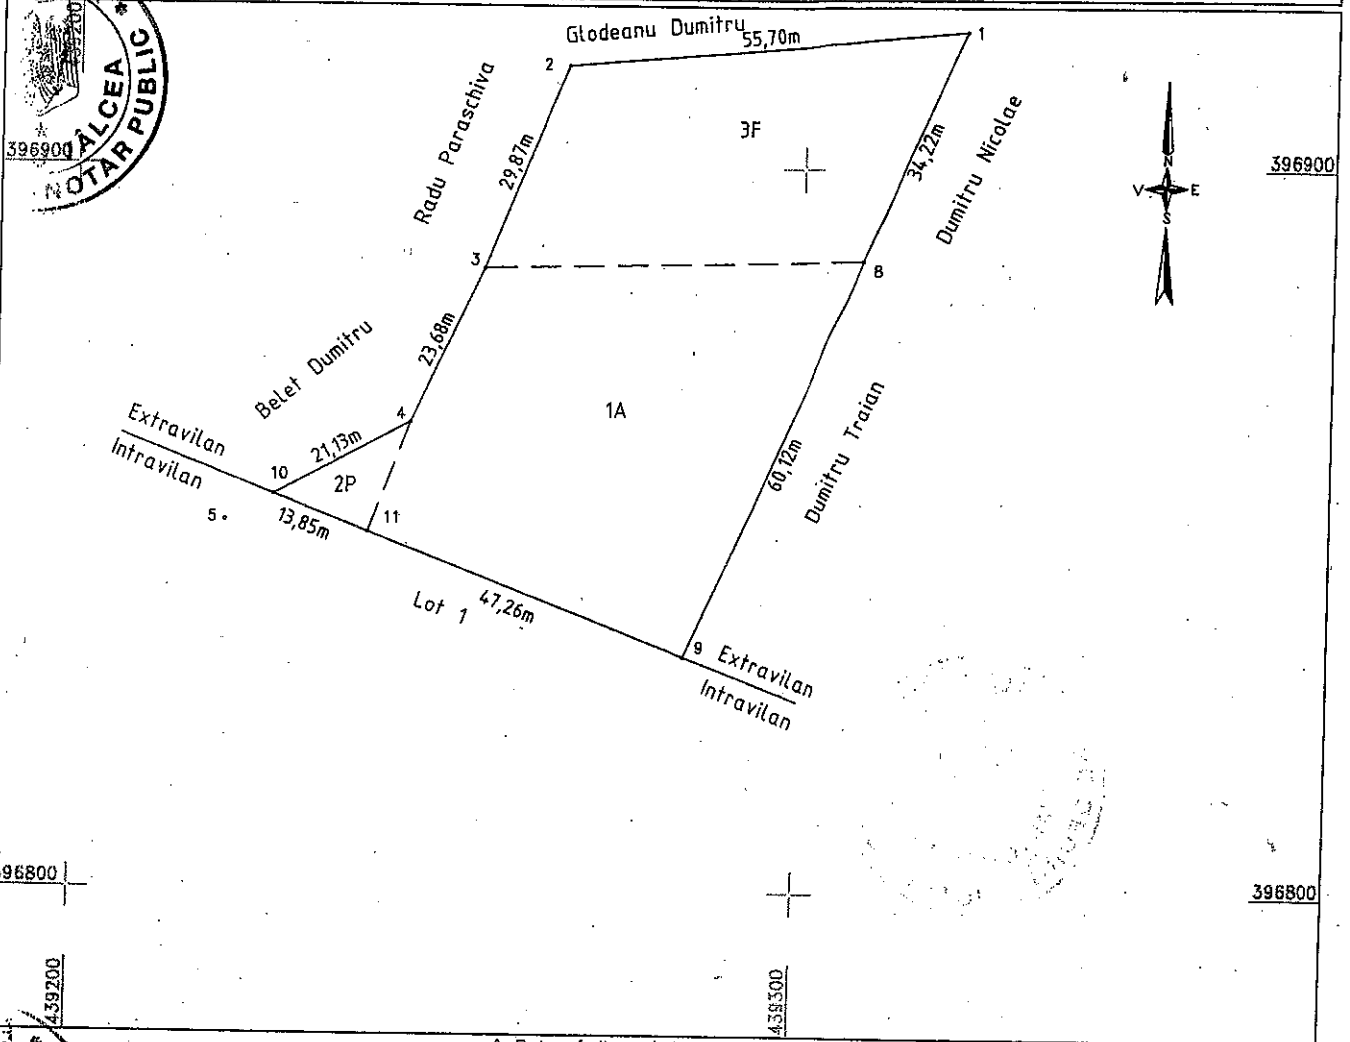 439200
VÂLCEA
* NOTAR PUBLIC *
Glodeanu Dumitru
55,70m
1
2
Radu Paraschiva
29,87m
3F
34,22m
Dumitru Nicolae
396900
396900
N
V E
S
3
8
23,68m
Belet Dumitru
1A
4
Extravilan
Intravilan
21,13m
10
2P
60,12m
Dumitru Traian
5
13,85m
11
Lot 1
47,26m
9
Extravilan
Intravilan
396800
439200
439300